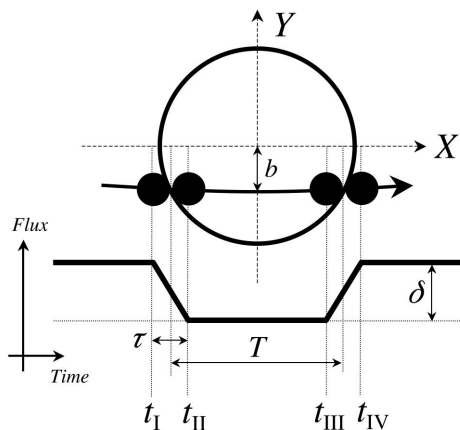 Y
X
b
Flux
δ
τ
T
Time
t_I t_II t_III t_IV